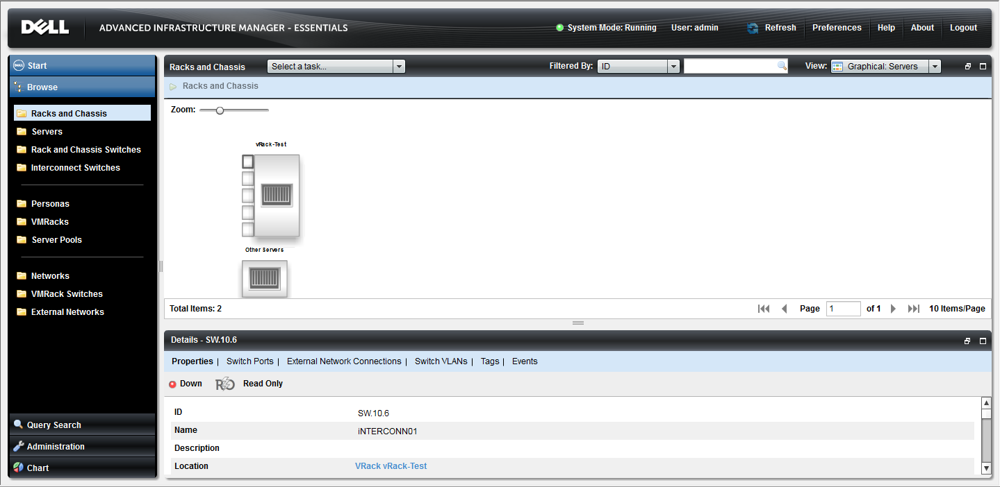 DELL
ADVANCED INFRASTRUCTURE MANAGER - ESSENTIALS
System Mode: Running
User: admin
Refresh
Preferences
Help
About
Logout
DELL
Start
Browse
Racks and Chassis
Servers
Rack and Chassis Switches
Interconnect Switches
Personas
VMRacks
Server Pools
Networks
VMRack Switches
External Networks
Query Search
Administration
Chart
Racks and Chassis
Select a task...
Filtered By:
ID
View:
Graphical: Servers
Racks and Chassis
Zoom:
vRack-Test
Other Servers
Total Items: 2
Page 1 of 1
10 Items/Page
Details - SW.10.6
Properties | Switch Ports | External Network Connections | Switch VLANs | Tags | Events
Down
RO
Read Only
ID SW.10.6
Name iNTERCONN01
Description
Location VRack vRack-Test